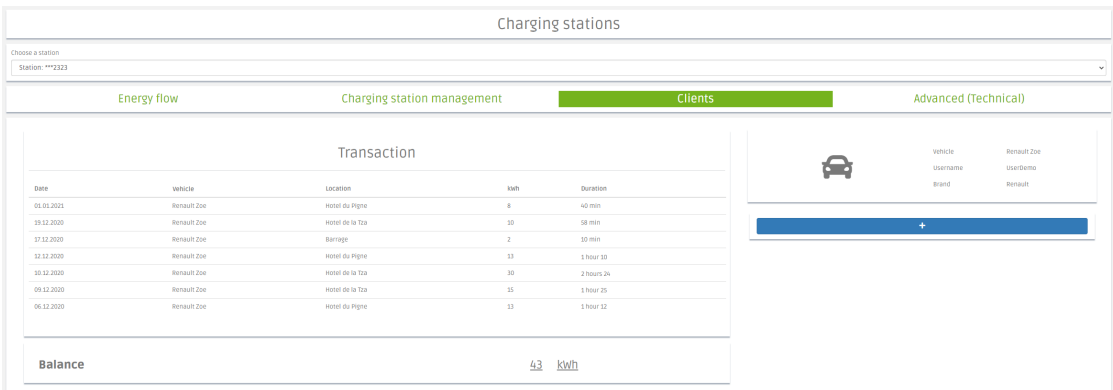 Charging stations
Choose a station
Station: ***2323
Energy flow Charging station management Clients Advanced (Technical)
Transaction
Date Vehicle Location kWh Duration
01.01.2021 Renault Zoe Hotel du Pigne 8 40 min
19.12.2020 Renault Zoe Hotel de la Tza 10 58 min
17.12.2020 Renault Zoe Barrage 2 10 min
12.12.2020 Renault Zoe Hotel du Pigne 13 1 hour 10
10.12.2020 Renault Zoe Hotel de la Tza 30 2 hours 24
09.12.2020 Renault Zoe Hotel de la Tza 15 1 hour 25
06.12.2020 Renault Zoe Hotel du Pigne 13 1 hour 12
Balance 43 kWh
Vehicle Renault Zoe
Username UserDemo
Brand Renault
+